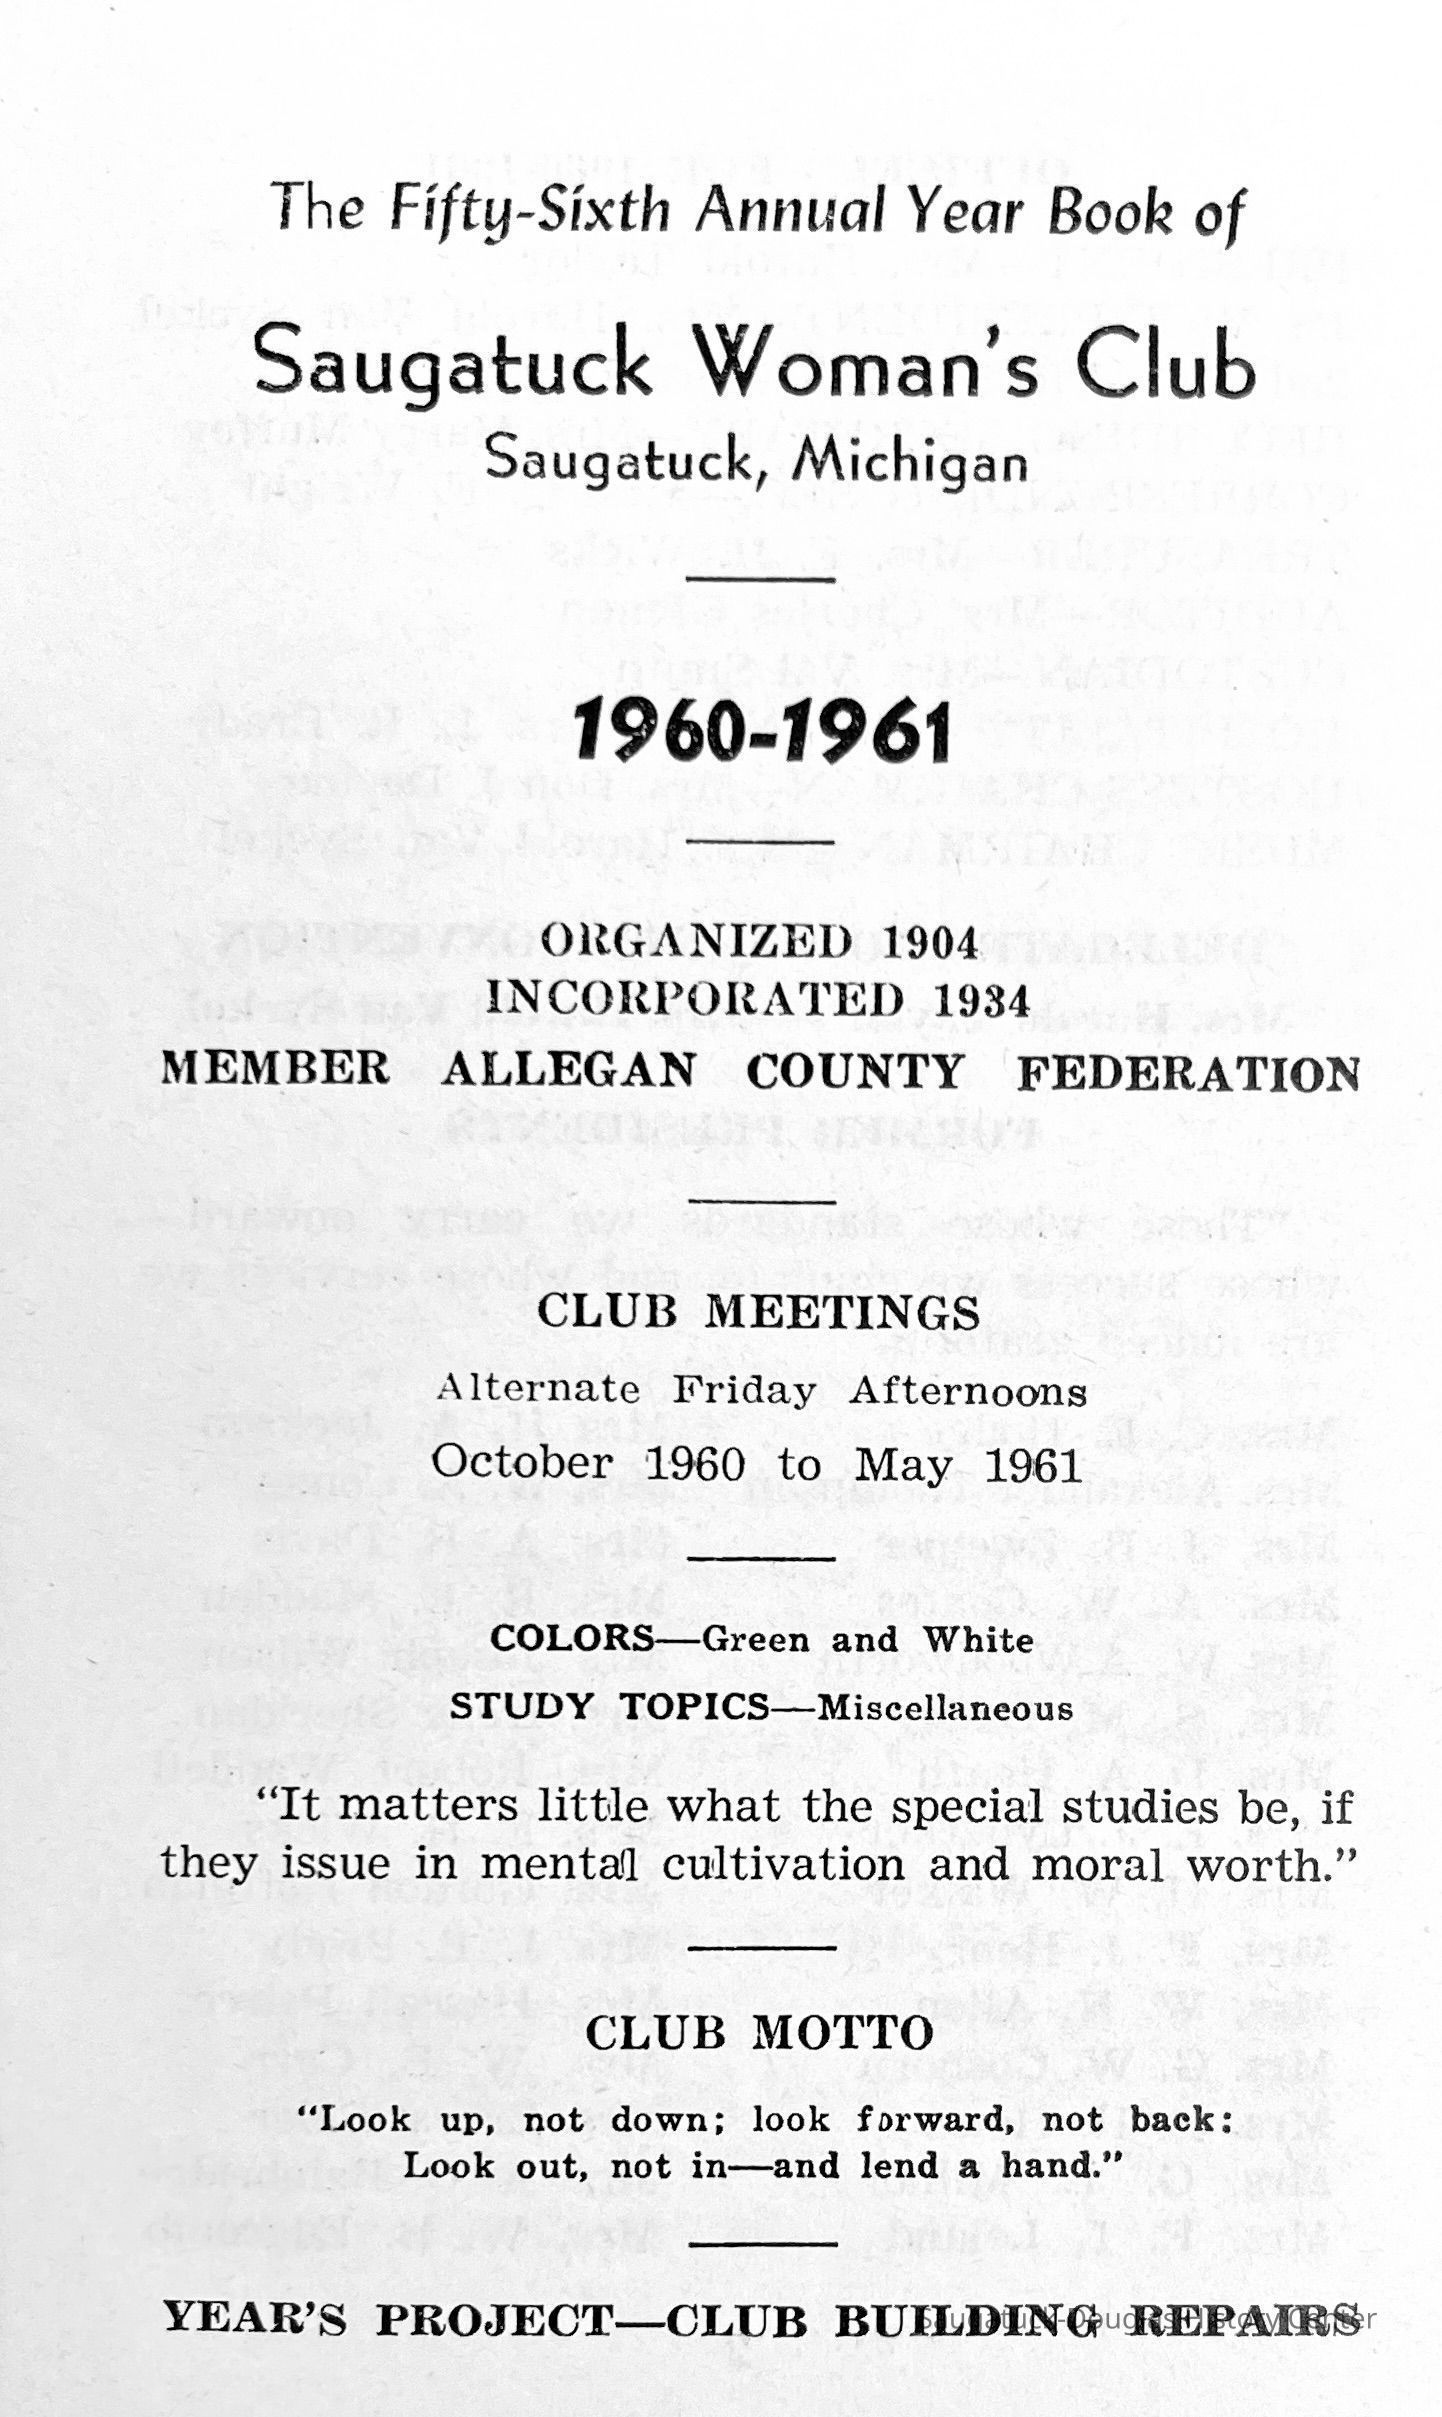 The Fifty-Sixth Annual Year Book of
Saugatuck Woman's Club
Saugatuck, Michigan
1960-1961
ORGANIZED 1904
INCORPORATED 1934
MEMBER ALLEGAN COUNTY FEDERATION
CLUB MEETINGS
Alternate Friday Afternoons
October 1960 to May 1961
COLORS—Green and White
STUDY TOPICS—Miscellaneous
"It matters little what the special studies be, if
they issue in mental cultivation and moral worth."
CLUB MOTTO
"Look up, not down; look forward, not back:
Look out, not in—and lend a hand."
YEAR'S PROJECT—CLUB BUILDING REPAIRS
Saugatuck-Douglas History Center